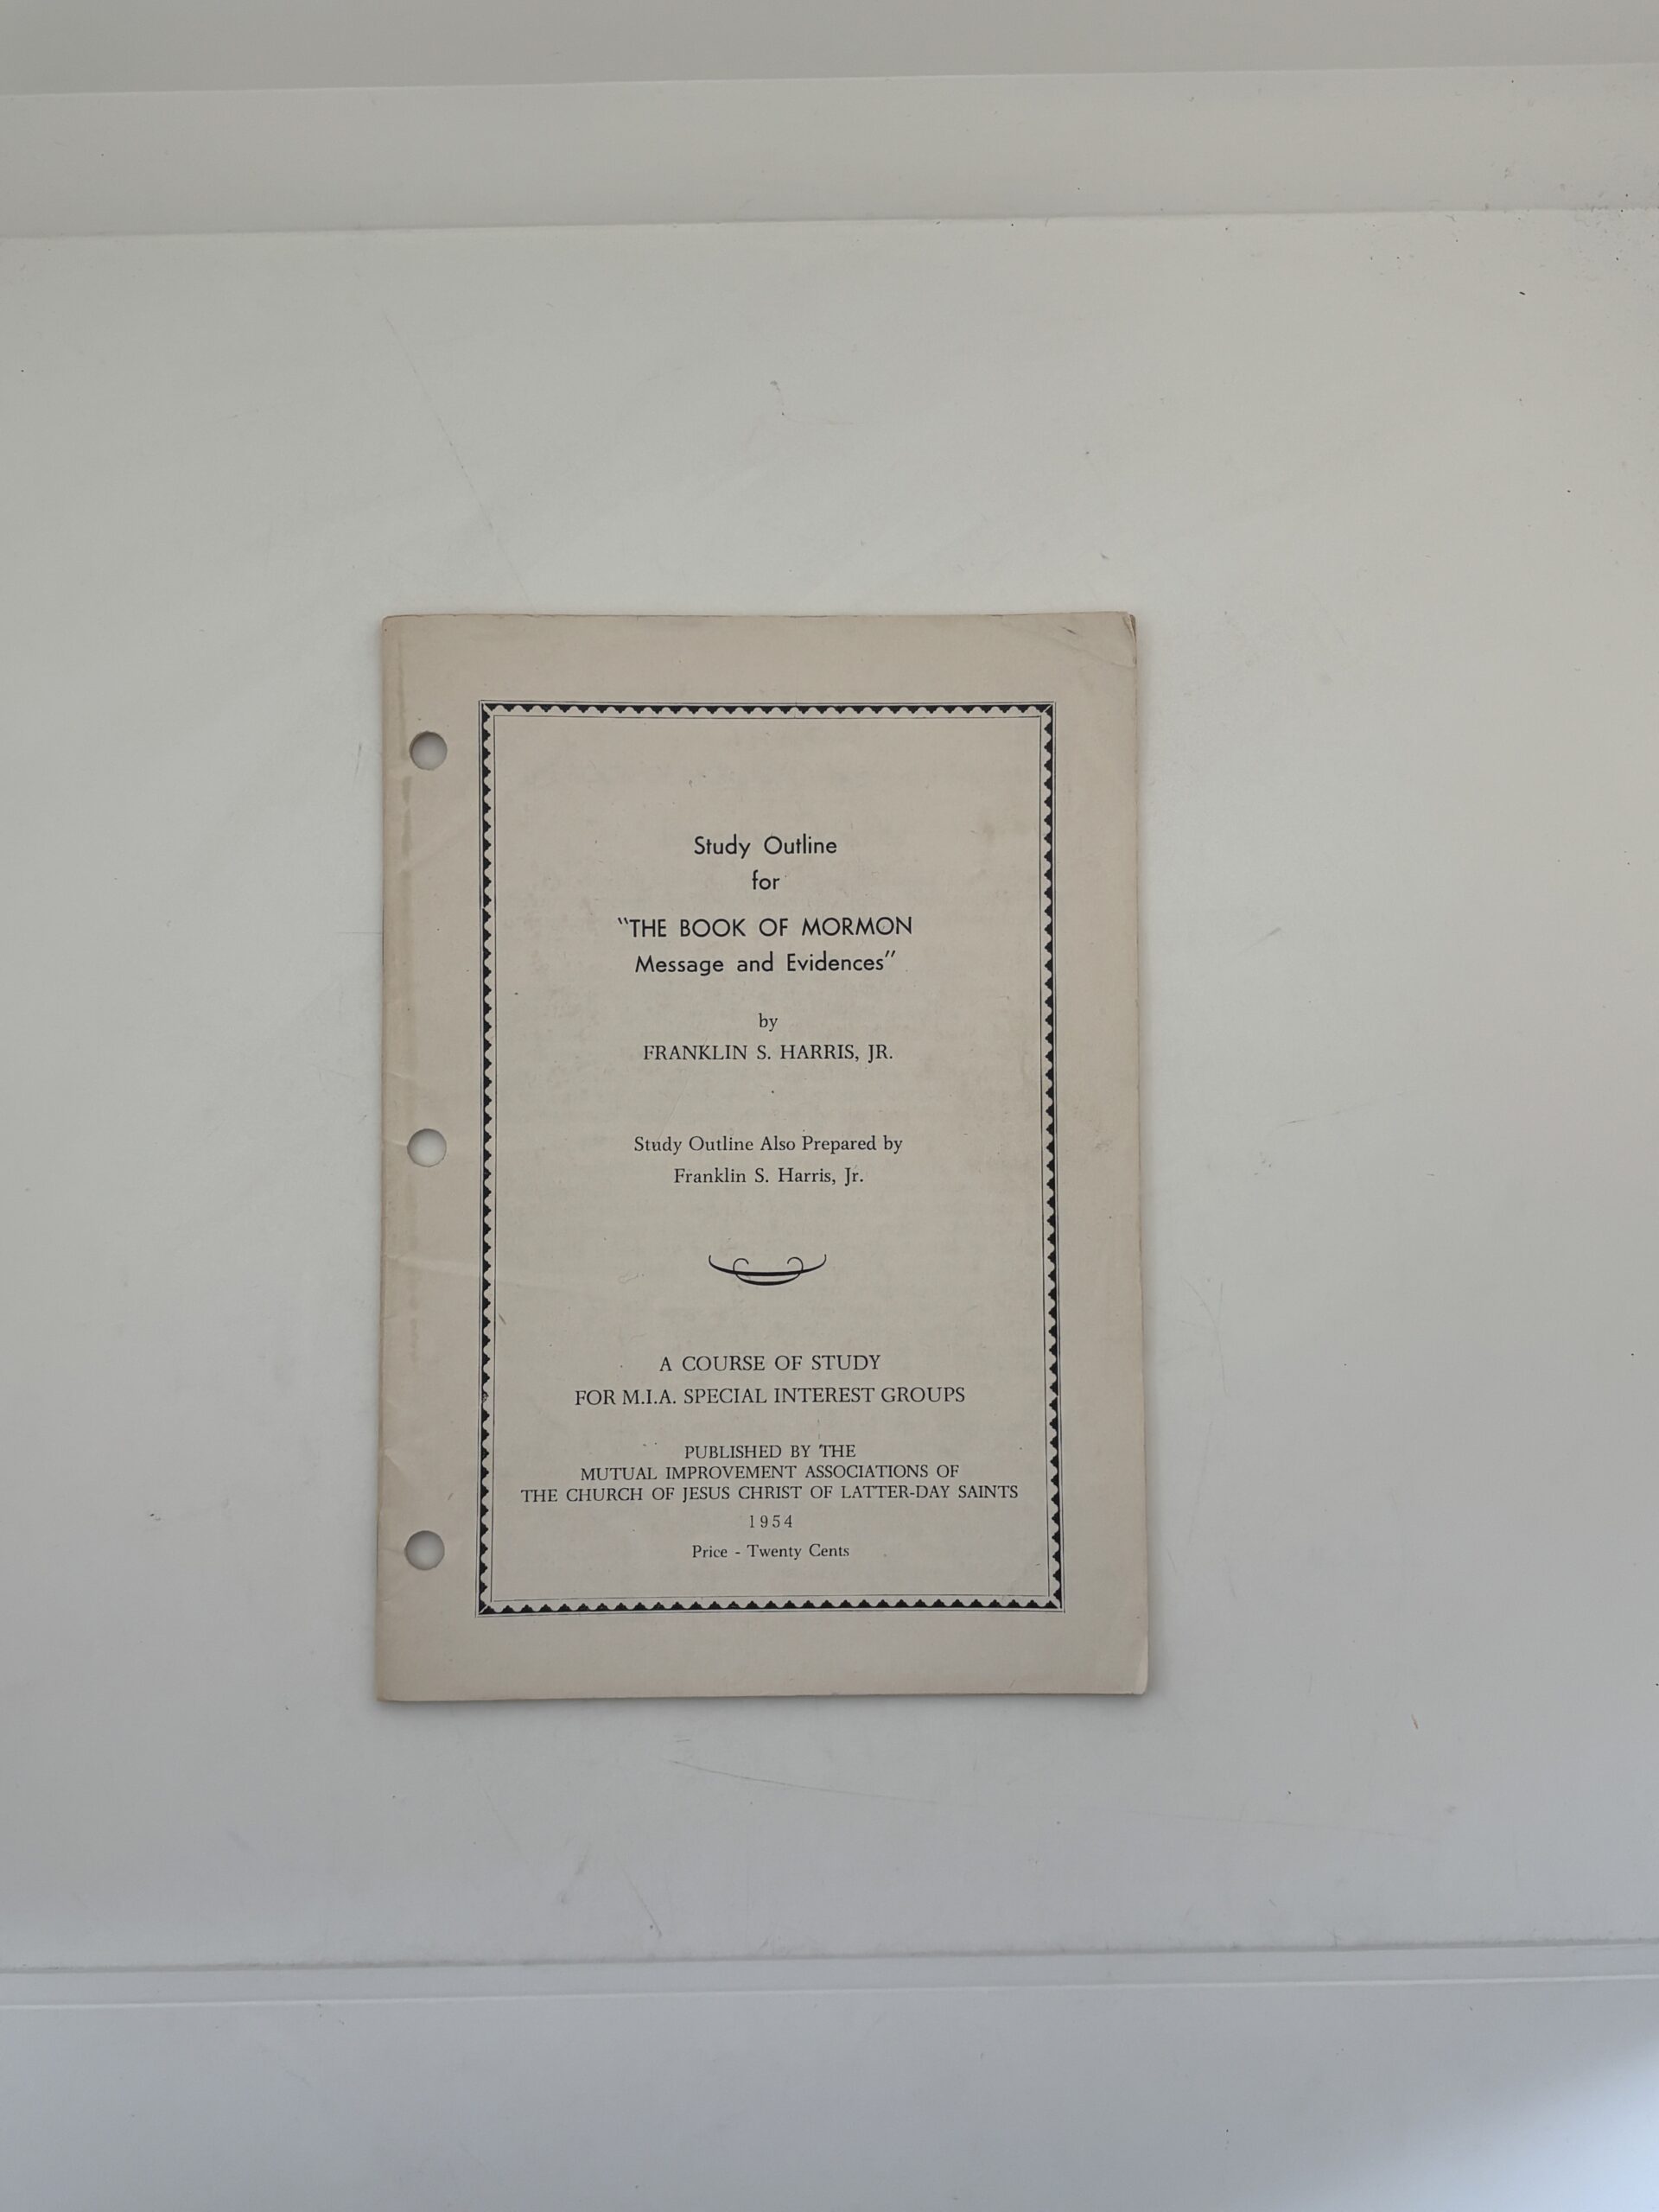 Study Outline
for
"THE BOOK OF MORMON
Message and Evidences"
by
FRANKLIN S. HARRIS, JR.
Study Outline Also Prepared by
Franklin S. Harris, Jr.
A COURSE OF STUDY
FOR M.I.A. SPECIAL INTEREST GROUPS
PUBLISHED BY THE
MUTUAL IMPROVEMENT ASSOCIATIONS OF
THE CHURCH OF JESUS CHRIST OF LATTER-DAY SAINTS
1954
Price - Twenty Cents